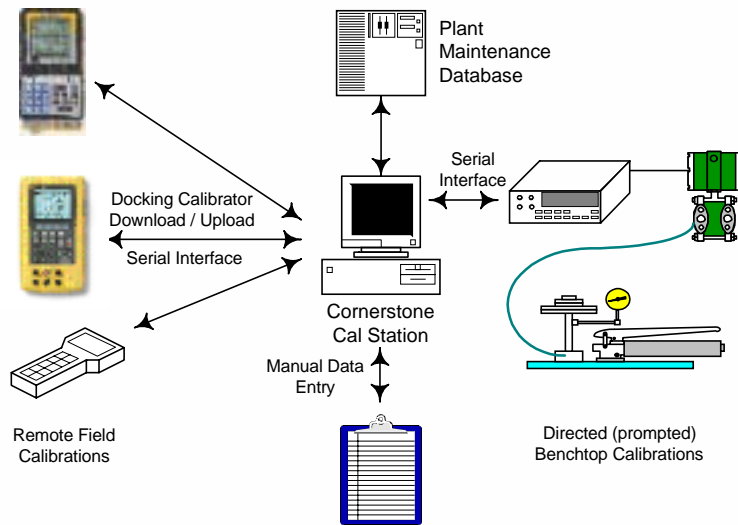 Plant
Maintenance
Database
Serial
Interface
Docking Calibrator
Download / Upload
Serial Interface
Cornerstone
Cal Station
Manual Data
Entry
Remote Field
Calibrations
Directed (prompted)
Benchtop Calibrations